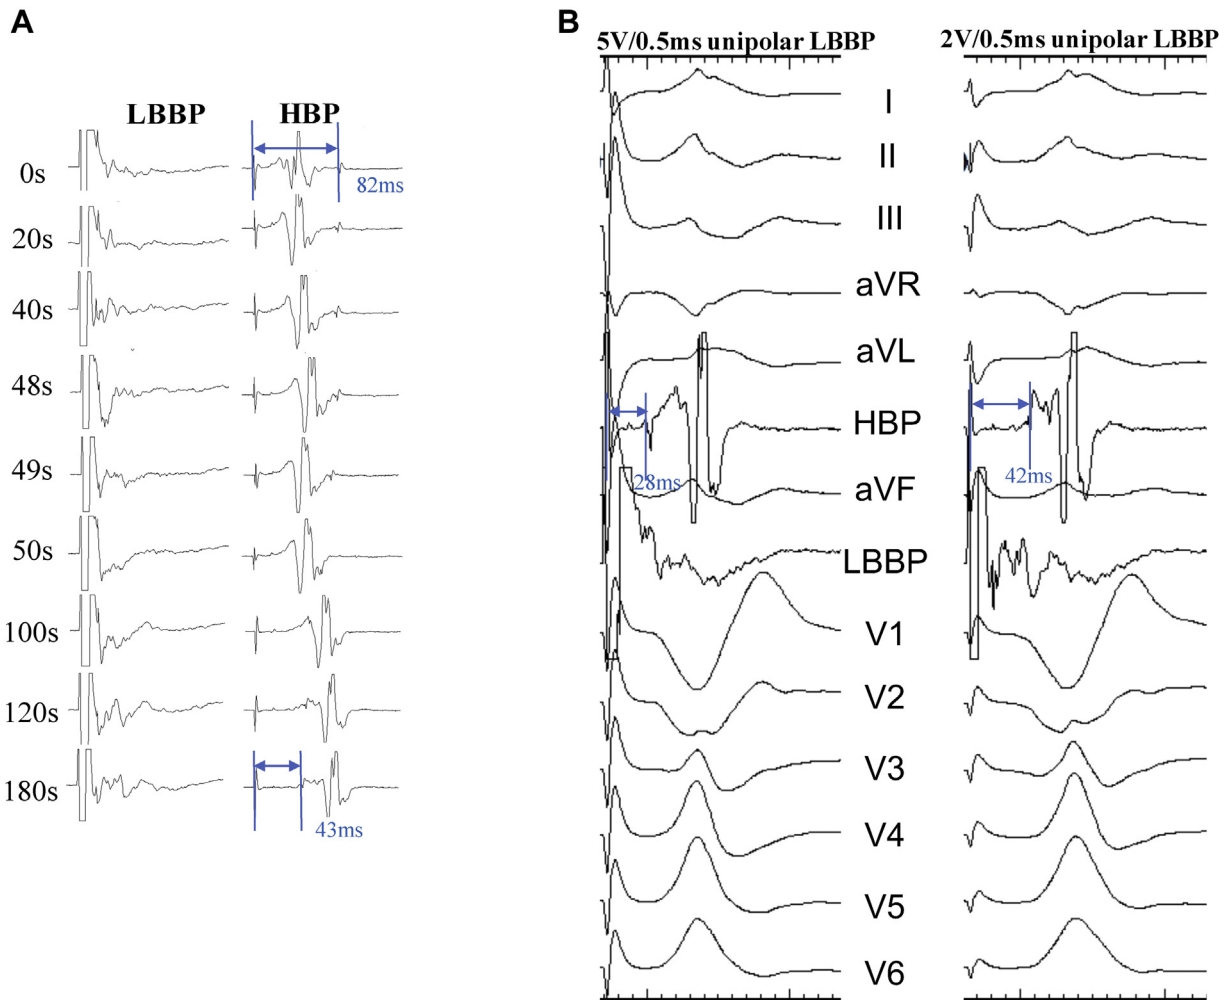 A
LBBP HBP
0s
82ms
20s
40s
48s
49s
50s
100s
120s
180s
43ms
B
5V/0.5ms unipolar LBBP
2V/0.5ms unipolar LBBP
I
II
III
aVR
aVL
HBP
28ms
42ms
aVF
LBBP
V1
V2
V3
V4
V5
V6